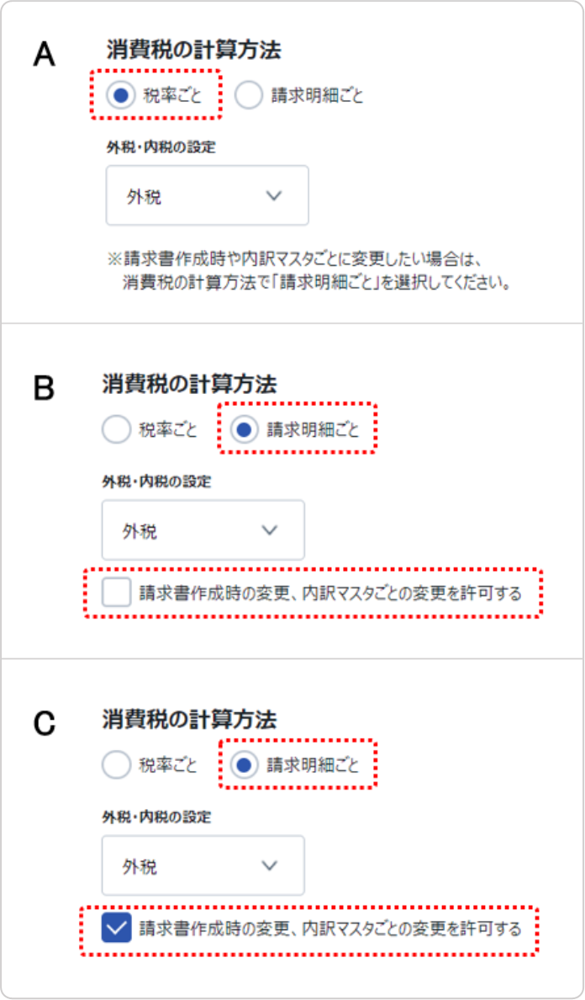 A
消費税の計算方法
税率ごと 請求明細ごと
外税・内税の設定
外税
※請求書作成時や内訳マスタごとに変更したい場合は、
消費税の計算方法で「請求明細ごと」を選択してください。
B
消費税の計算方法
税率ごと 請求明細ごと
外税・内税の設定
外税
請求書作成時の変更、内訳マスタごとの変更を許可する
C
消費税の計算方法
税率ごと 請求明細ごと
外税・内税の設定
外税
請求書作成時の変更、内訳マスタごとの変更を許可する